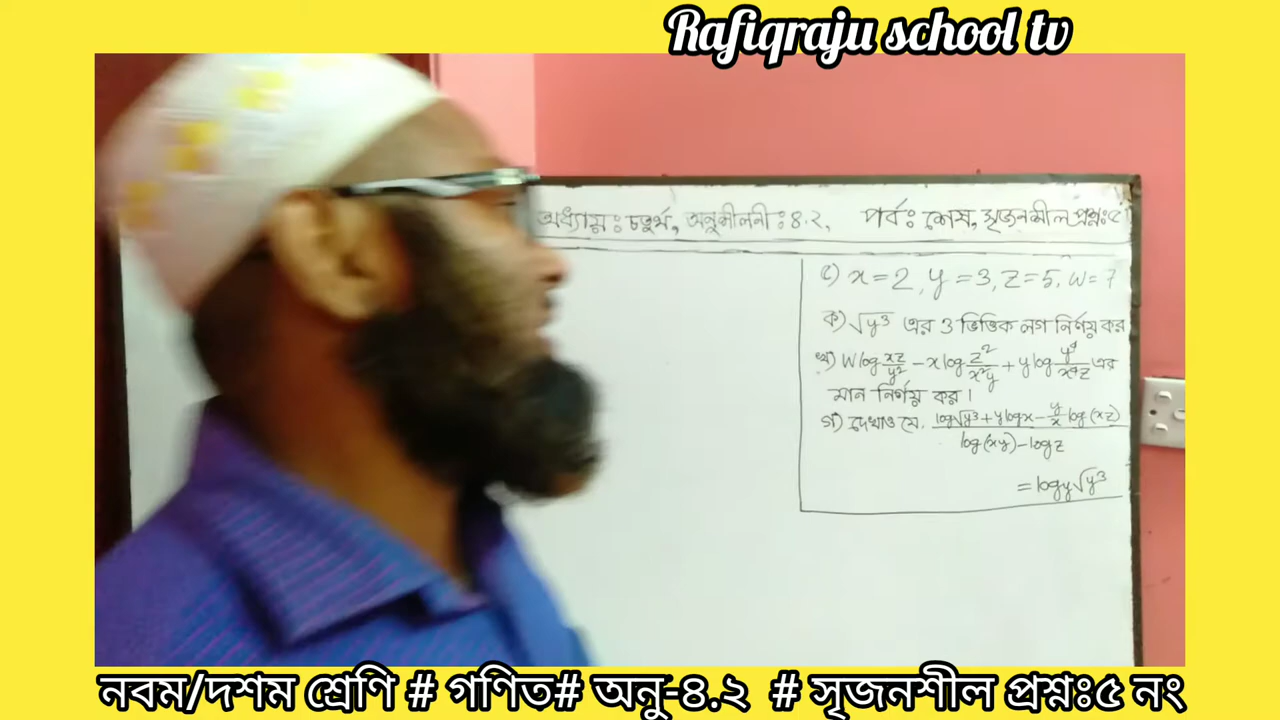 Rafiqraju school tv
অধ্যায়ঃ চতুর্থ, অনুশীলনীঃ ৪.২, পর্বঃ শেষ, সৃজনশীল প্রশ্নঃ৫
৫) x=2, y=3, z=5, w=7
ক) √y³ এর 3 ভিত্তিক লগ নির্ণয় কর
খ) w log xz/y² − x log z²/x²y + y log y⁴/x⁴z এর
মান নির্ণয় কর।
গ) দেখাও যে, (log√y³ + y log x − y/x log(xz)) / (log(xy) − log z)
= log_y √y³
নবম/দশম শ্রেণি # গণিত# অনু-৪.২ # সৃজনশীল প্রশ্নঃ৫ নং